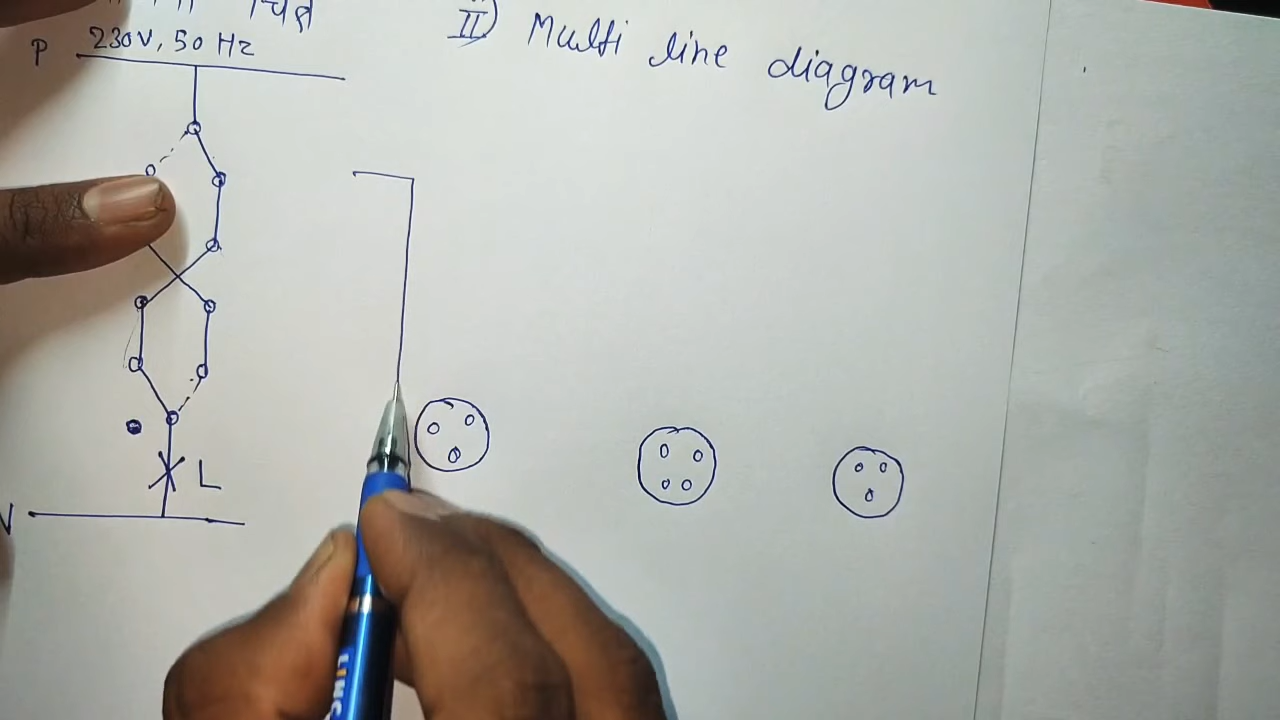 चित्र
P 230V, 50 Hz
II) Multi line diagram
L
N